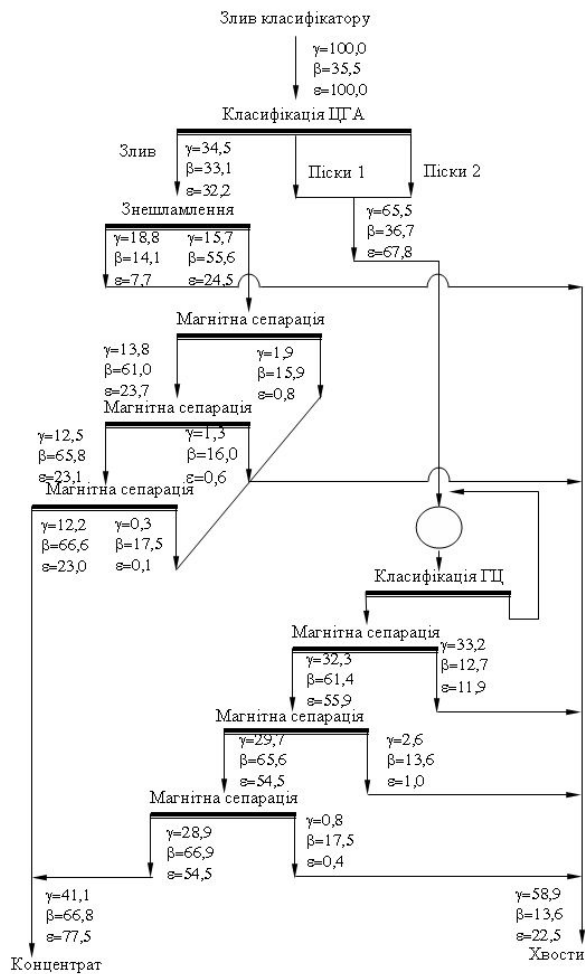 Злив класифікатору
γ=100,0
β=35,5
ε=100,0
Класифікація ЦГА
Злив
γ=34,5
β=33,1
ε=32,2
Піски 1
Піски 2
γ=65,5
β=36,7
ε=67,8
Знешламлення
γ=18,8
β=14,1
ε=7,7
γ=15,7
β=55,6
ε=24,5
Магнітна сепарація
γ=13,8
β=61,0
ε=23,7
γ=1,9
β=15,9
ε=0,8
Магнітна сепарація
γ=12,5
β=65,8
ε=23,1
γ=1,3
β=16,0
ε=0,6
Магнітна сепарація
γ=12,2
β=66,6
ε=23,0
γ=0,3
β=17,5
ε=0,1
Класифікація ГЦ
Магнітна сепарація
γ=32,3
β=61,4
ε=55,9
γ=33,2
β=12,7
ε=11,9
Магнітна сепарація
γ=29,7
β=65,6
ε=54,5
γ=2,6
β=13,6
ε=1,0
Магнітна сепарація
γ=28,9
β=66,9
ε=54,5
γ=0,8
β=17,5
ε=0,4
γ=41,1
β=66,8
ε=77,5
Концентрат
γ=58,9
β=13,6
ε=22,5
Хвости